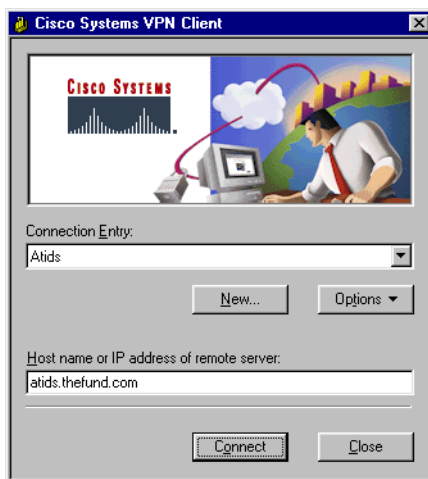 Cisco Systems VPN Client
CISCO SYSTEMS
Connection Entry:
Atids
New...
Options
Host name or IP address of remote server:
atids.thefund.com
Connect
Close